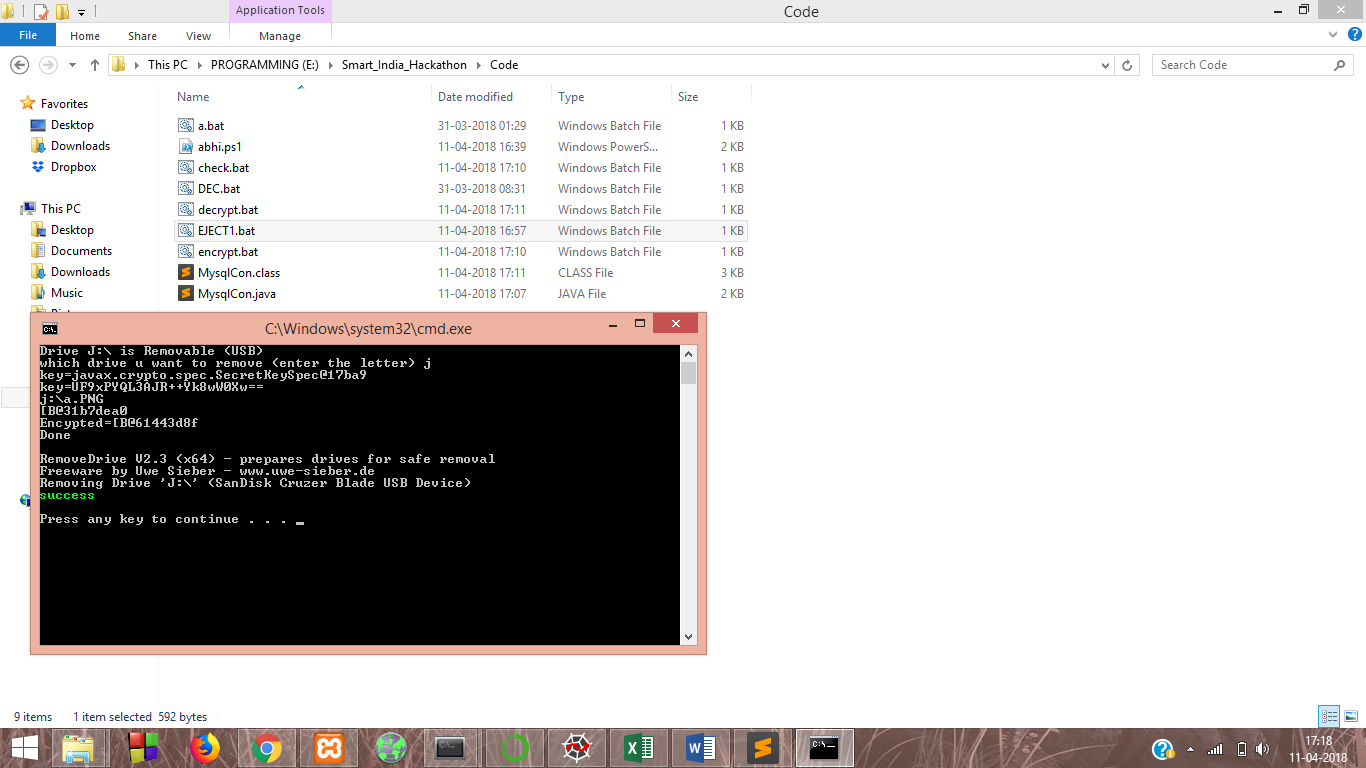 Application Tools
Code
File Home Share View Manage
This PC PROGRAMMING (E:) Smart_India_Hackathon Code
Search Code
Favorites
Desktop
Downloads
Dropbox
This PC
Desktop
Documents
Downloads
Music
Name Date modified Type Size
a.bat 31-03-2018 01:29 Windows Batch File 1 KB
abhi.ps1 11-04-2018 16:39 Windows PowerS... 2 KB
check.bat 11-04-2018 17:10 Windows Batch File 1 KB
DEC.bat 31-03-2018 08:31 Windows Batch File 1 KB
decrypt.bat 11-04-2018 17:11 Windows Batch File 1 KB
EJECT1.bat 11-04-2018 16:57 Windows Batch File 1 KB
encrypt.bat 11-04-2018 17:10 Windows Batch File 1 KB
MysqlCon.class 11-04-2018 17:11 CLASS File 3 KB
MysqlCon.java 11-04-2018 17:07 JAVA File 2 KB
C:\Windows\system32\cmd.exe
Drive J:\ is Removable (USB)
which drive u want to remove (enter the letter) j
key=javax.crypto.spec.SecretKeySpec@17ba9
key=UF9xPYQL3AJR++Yk8wW0Xw==
j:\a.PNG
[B@31b7dea0
Encypted=[B@61443d8f
Done
RemoveDrive V2.3 (x64) - prepares drives for safe removal
Freeware by Uwe Sieber - www.uwe-sieber.de
Removing Drive 'J:\' (SanDisk Cruzer Blade USB Device)
success
Press any key to continue . . . _
9 items 1 item selected 592 bytes
17:18
11-04-2018